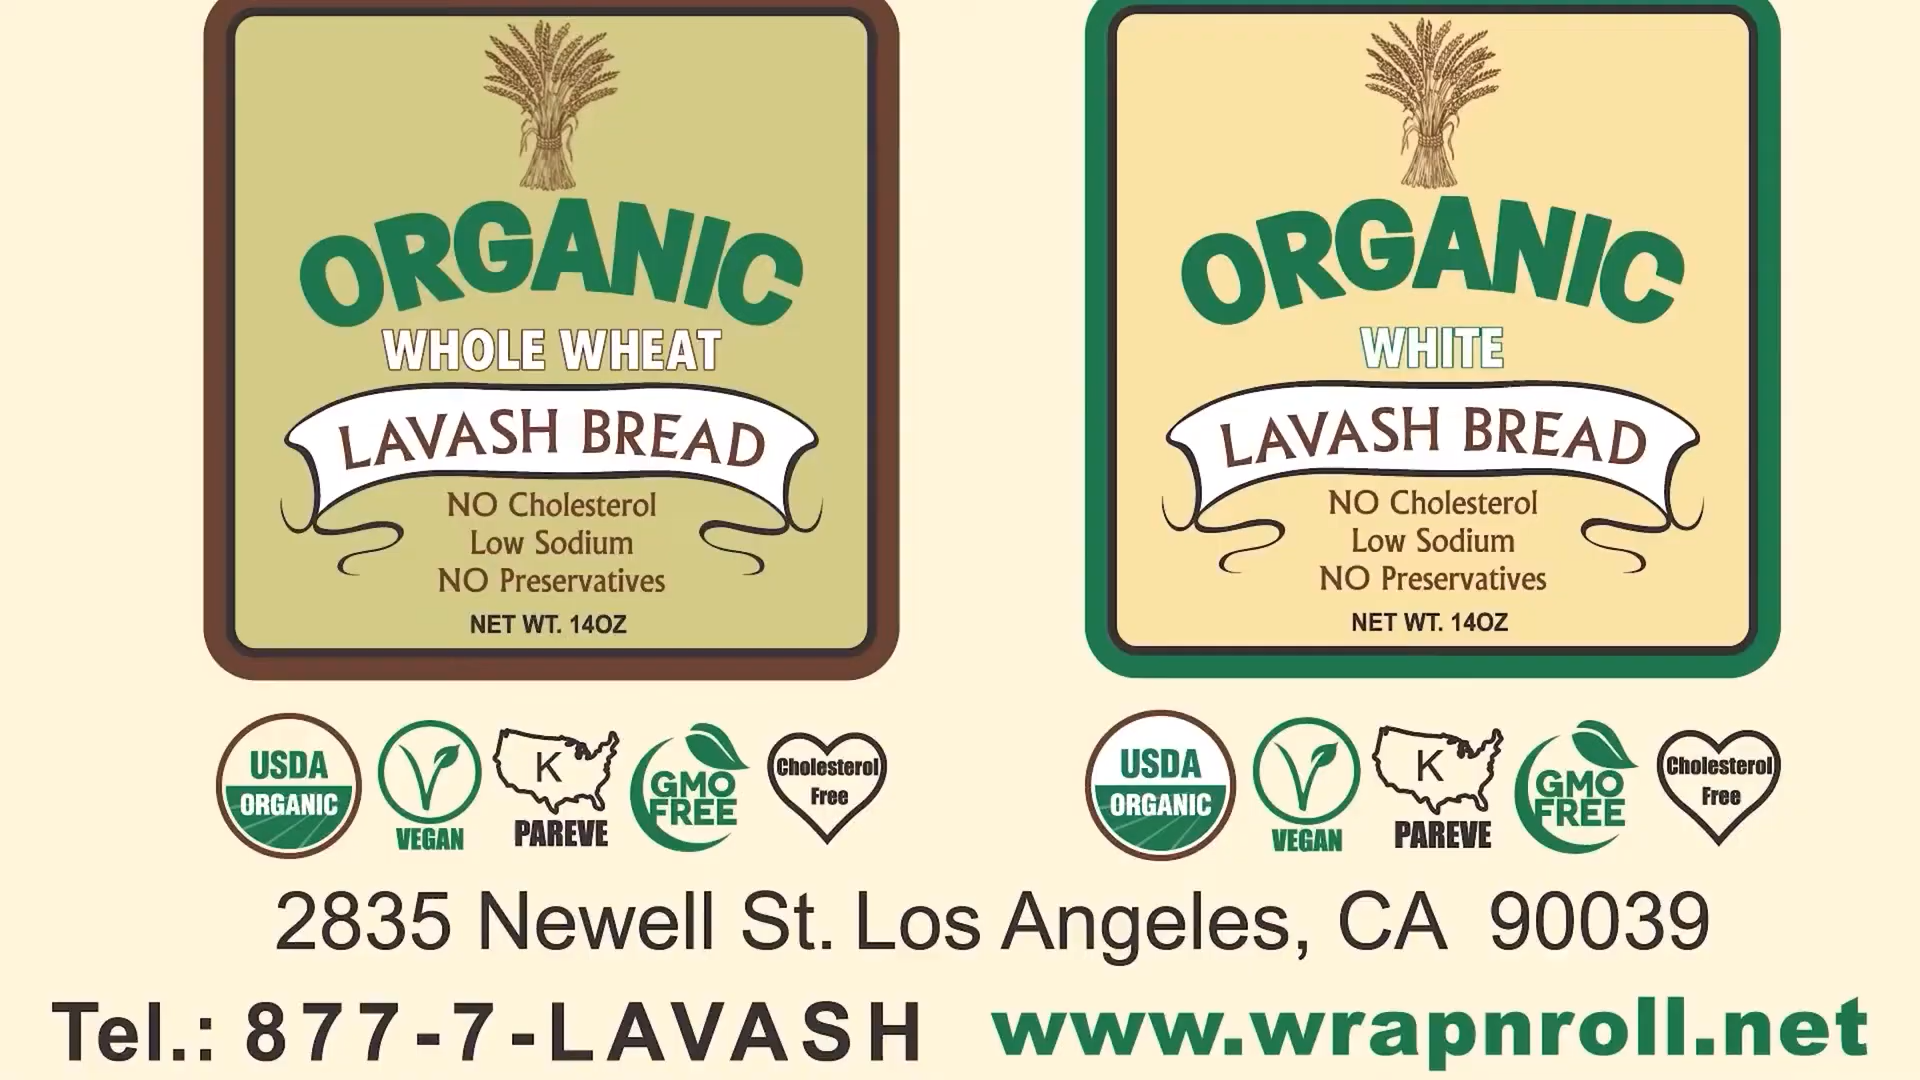 ORGANIC
WHOLE WHEAT
LAVASH BREAD
NO Cholesterol
Low Sodium
NO Preservatives
NET WT. 14OZ
USDA
ORGANIC
VEGAN
K
PAREVE
GMO
FREE
Cholesterol
Free
ORGANIC
WHITE
LAVASH BREAD
NO Cholesterol
Low Sodium
NO Preservatives
NET WT. 14OZ
USDA
ORGANIC
VEGAN
K
PAREVE
GMO
FREE
Cholesterol
Free
2835 Newell St. Los Angeles, CA 90039
Tel.: 877-7-LAVASH www.wrapnroll.net